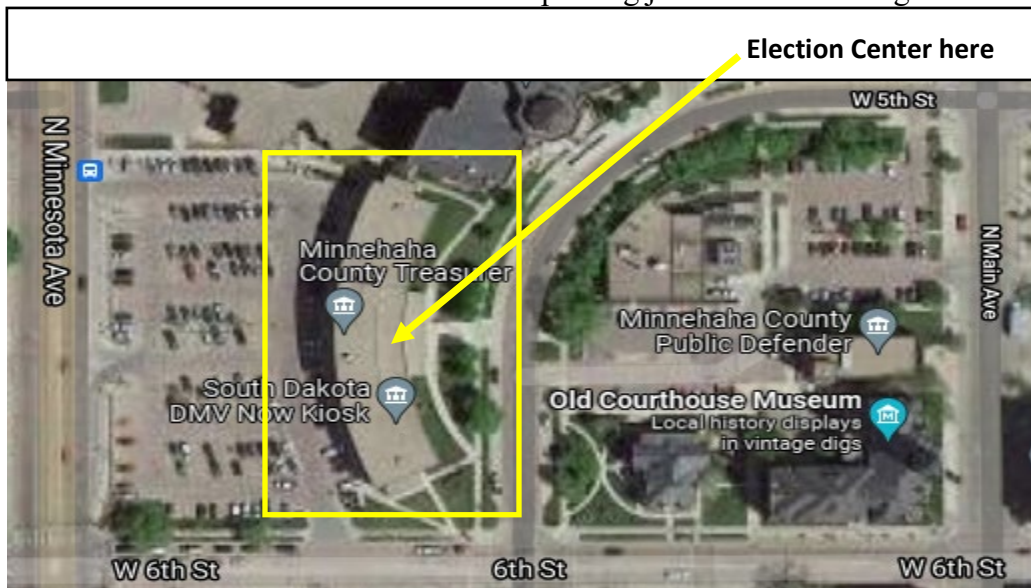 Election Center here
W 5th St
N Minnesota Ave
N Main Ave
Minnehaha
County Treasurer
Minnehaha County
Public Defender
South Dakota
DMV Now Kiosk
Old Courthouse Museum
Local history displays
in vintage digs
M
W 6th St
6th St
W 6th St